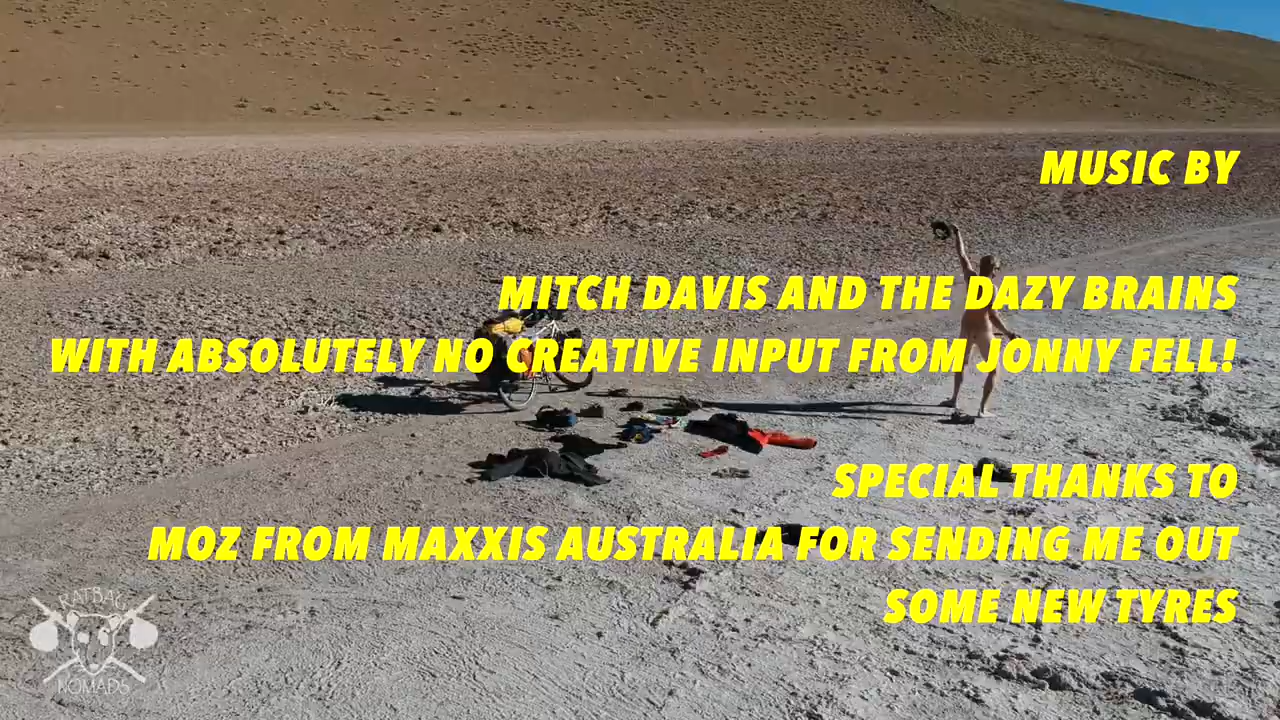 MUSIC BY
MITCH DAVIS AND THE DAZY BRAINS
WITH ABSOLUTELY NO CREATIVE INPUT FROM JONNY FELL!
SPECIAL THANKS TO
MOZ FROM MAXXIS AUSTRALIA FOR SENDING ME OUT
SOME NEW TYRES
RATBAG
NOMADS